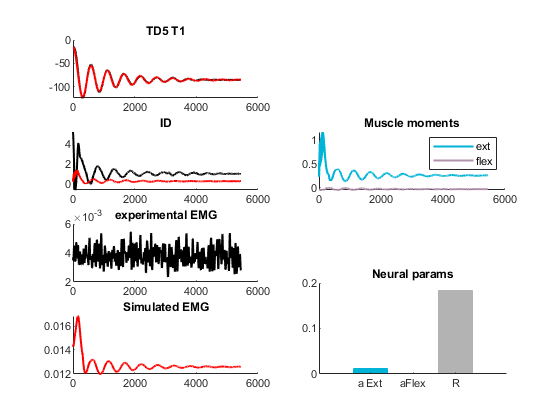 TD5 T1
0
-50
-100
0 2000 4000 6000
ID
4
2
0
0 2000 4000 6000
Muscle moments
ext
flex
0.5
0
0 2000 4000 6000
×10-3
experimental EMG
6
4
2
0 2000 4000 6000
Simulated EMG
0.016
0.014
0.012
0 2000 4000 6000
Neural params
0.2
0.1
0
a Ext aFlex R